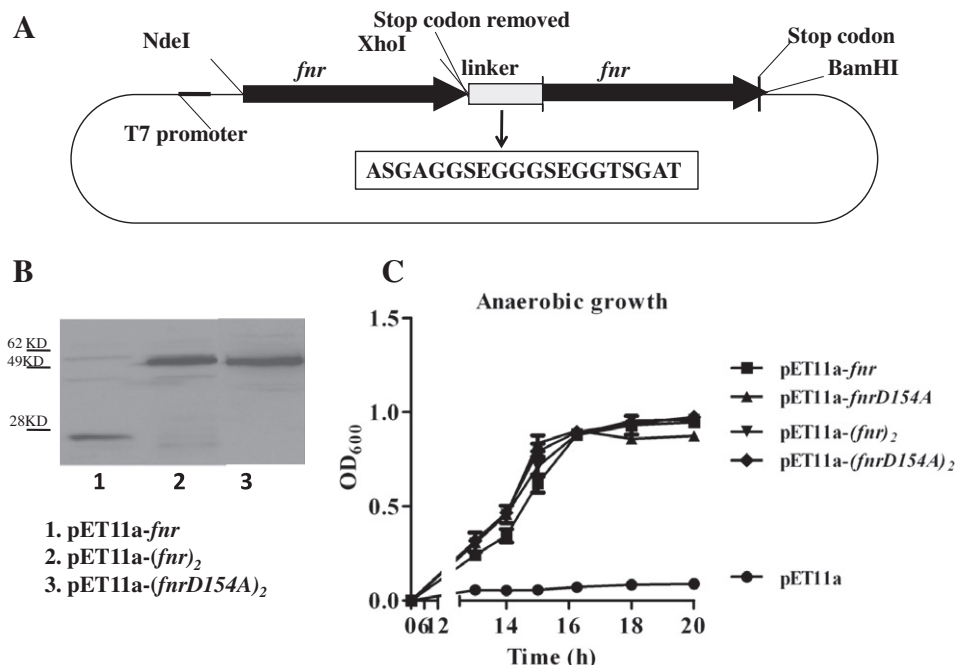 A
Stop codon removed
NdeI
XhoI
Stop codon
fnr
linker
fnr
BamHI
T7 promoter
ASGAGGSEGGGSEGGTSGAT
B
62 KD
49KD
28KD
1 2 3
1. pET11a-fnr
2. pET11a-(fnr)2
3. pET11a-(fnrD154A)2
C
Anaerobic growth
OD600
1.5
1.0
0.5
0.0
0 6 12 14 16 18 20
Time (h)
pET11a-fnr
pET11a-fnrD154A
pET11a-(fnr)2
pET11a-(fnrD154A)2
pET11a